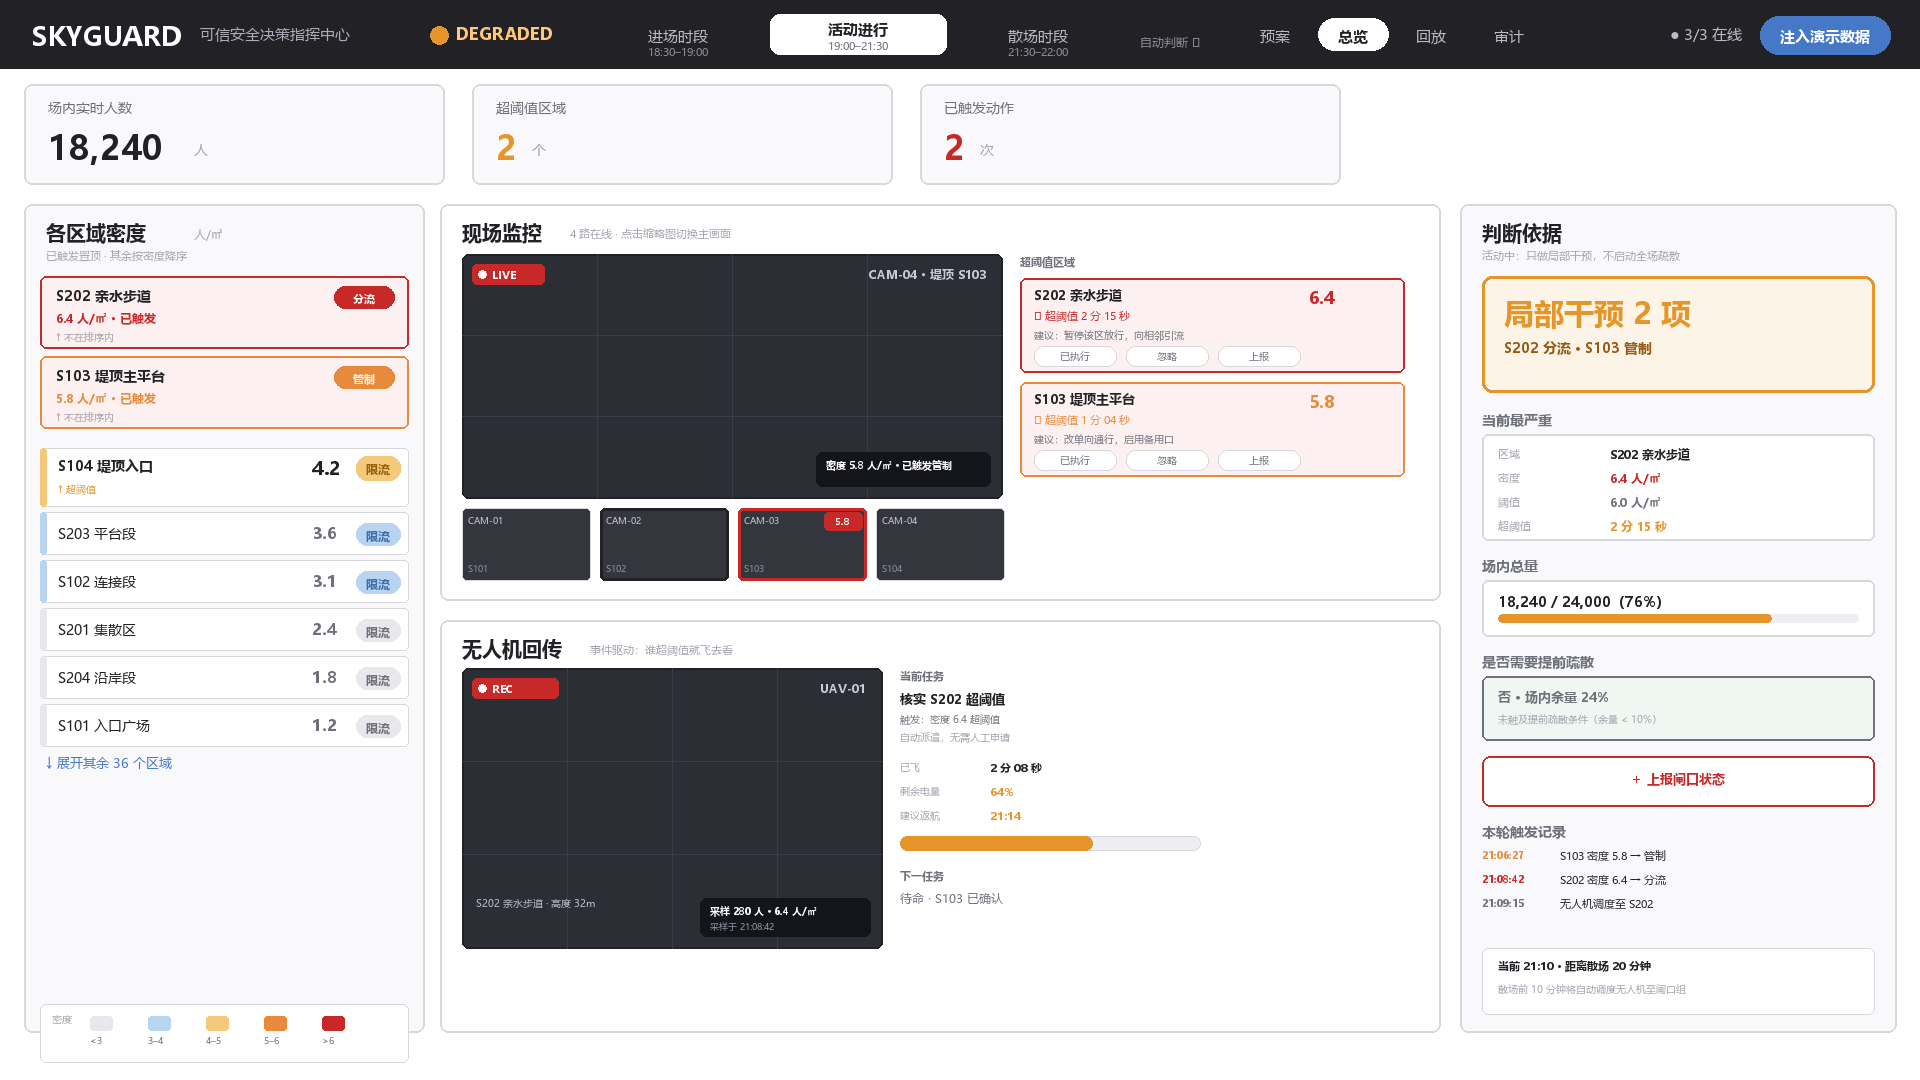 SKYGUARD
可信安全决策指挥中心
DEGRADED
进场时段
18:30–19:00
活动进行
19:00–21:30
散场时段
21:30–22:00
自动判断
预案
总览
回放
审计
● 3/3 在线
注入演示数据
场内实时人数
18,240 人
超阈值区域
2 个
已触发动作
2 次
各区域密度 人/㎡
已触发置顶 · 其余按密度降序
S202 亲水步道 分流
6.4 人/㎡ • 已触发
↑ 不在排序内
S103 堤顶主平台 管制
5.8 人/㎡ • 已触发
↑ 不在排序内
S104 堤顶入口 4.2 限流
↑ 超阈值
S203 平台段 3.6 限流
S102 连接段 3.1 限流
S201 集散区 2.4 限流
S204 沿岸段 1.8 限流
S101 入口广场 1.2 限流
↓ 展开其余 36 个区域
密度
<3 3–4 4–5 5–6 >6
现场监控 4 路在线 · 点击缩略图切换主画面
LIVE
CAM-04 • 堤顶 S103
密度 5.8 人/㎡ • 已触发管制
CAM-01
S101
CAM-02
S102
CAM-03 5.8
S103
CAM-04
S104
超阈值区域
S202 亲水步道 6.4
超阈值 2 分 15 秒
建议：暂停该区放行，向相邻引流
已执行 忽略 上报
S103 堤顶主平台 5.8
超阈值 1 分 04 秒
建议：改单向通行，启用备用口
已执行 忽略 上报
无人机回传 事件驱动：谁超阈值就飞去看
REC
UAV-01
S202 亲水步道 · 高度 32m
采样 280 人 • 6.4 人/㎡
采样于 21:08:42
当前任务
核实 S202 超阈值
触发：密度 6.4 超阈值
自动派遣，无需人工申请
已飞 2 分 08 秒
剩余电量 64%
建议返航 21:14
下一任务
待命 · S103 已确认
判断依据
活动中：只做局部干预，不启动全场疏散
局部干预 2 项
S202 分流 • S103 管制
当前最严重
区域 S202 亲水步道
密度 6.4 人/㎡
阈值 6.0 人/㎡
超阈值 2 分 15 秒
场内总量
18,240 / 24,000 (76%)
是否需要提前疏散
否 • 场内余量 24%
未触及提前疏散条件（余量 < 10%）
+ 上报闸口状态
本轮触发记录
21:06:27 S103 密度 5.8 → 管制
21:08:42 S202 密度 6.4 → 分流
21:09:15 无人机调度至 S202
当前 21:10 • 距离散场 20 分钟
散场前 10 分钟将自动调度无人机至闸口组